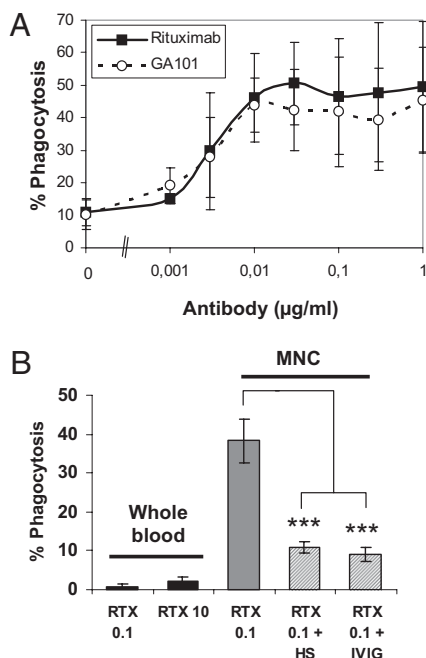 A
Rituximab
GA101
% Phagocytosis
70
60
50
40
30
20
10
0
0 0,001 0,01 0,1 1
Antibody (µg/ml)
B
MNC
% Phagocytosis
50
40
30
20
10
0
Whole
blood
*** ***
RTX RTX 10 RTX RTX RTX
0.1 0.1 0.1 + 0.1 +
HS IVIG